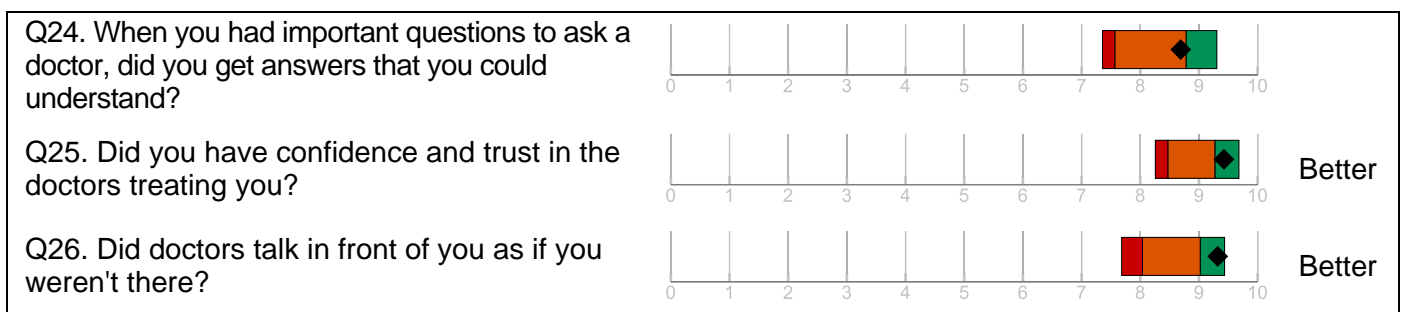 Q24. When you had important questions to ask a
doctor, did you get answers that you could
understand?
0 1 2 3 4 5 6 7 8 9 10
Q25. Did you have confidence and trust in the
doctors treating you?
Better
0 1 2 3 4 5 6 7 8 9 10
Q26. Did doctors talk in front of you as if you
weren't there?
Better
0 1 2 3 4 5 6 7 8 9 10